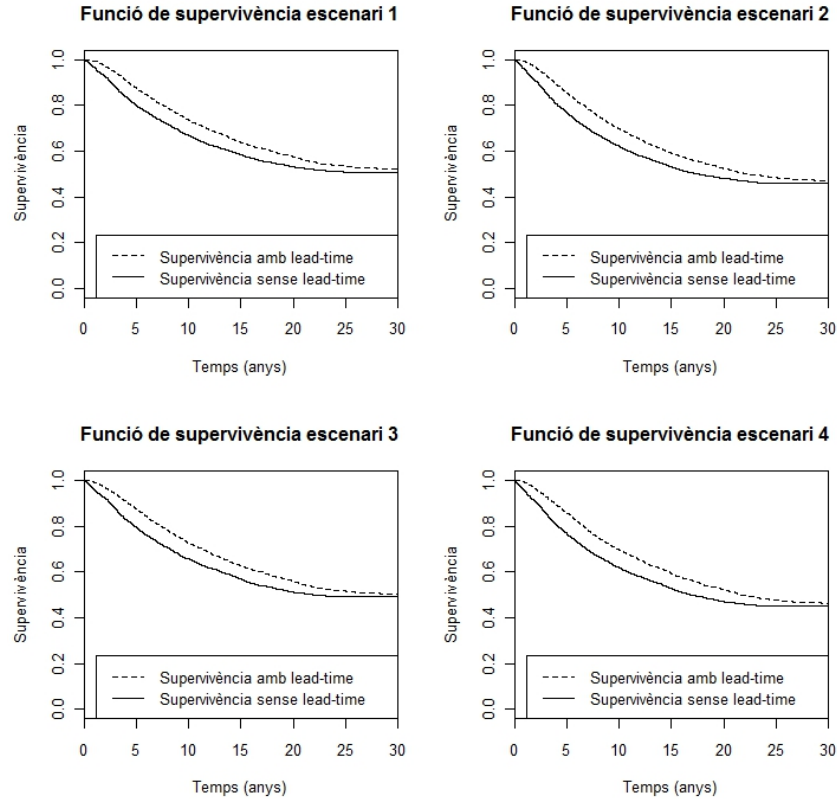 Funció de supervivència escenari 1
Supervivència
1.0
0.8
0.6
0.4
0.2
0.0
Supervivència amb lead-time
Supervivència sense lead-time
0 5 10 15 20 25 30
Temps (anys)
Funció de supervivència escenari 2
Supervivència
1.0
0.8
0.6
0.4
0.2
0.0
Supervivència amb lead-time
Supervivència sense lead-time
0 5 10 15 20 25 30
Temps (anys)
Funció de supervivència escenari 3
Supervivència
1.0
0.8
0.6
0.4
0.2
0.0
Supervivència amb lead-time
Supervivència sense lead-time
0 5 10 15 20 25 30
Temps (anys)
Funció de supervivència escenari 4
Supervivència
1.0
0.8
0.6
0.4
0.2
0.0
Supervivència amb lead-time
Supervivència sense lead-time
0 5 10 15 20 25 30
Temps (anys)